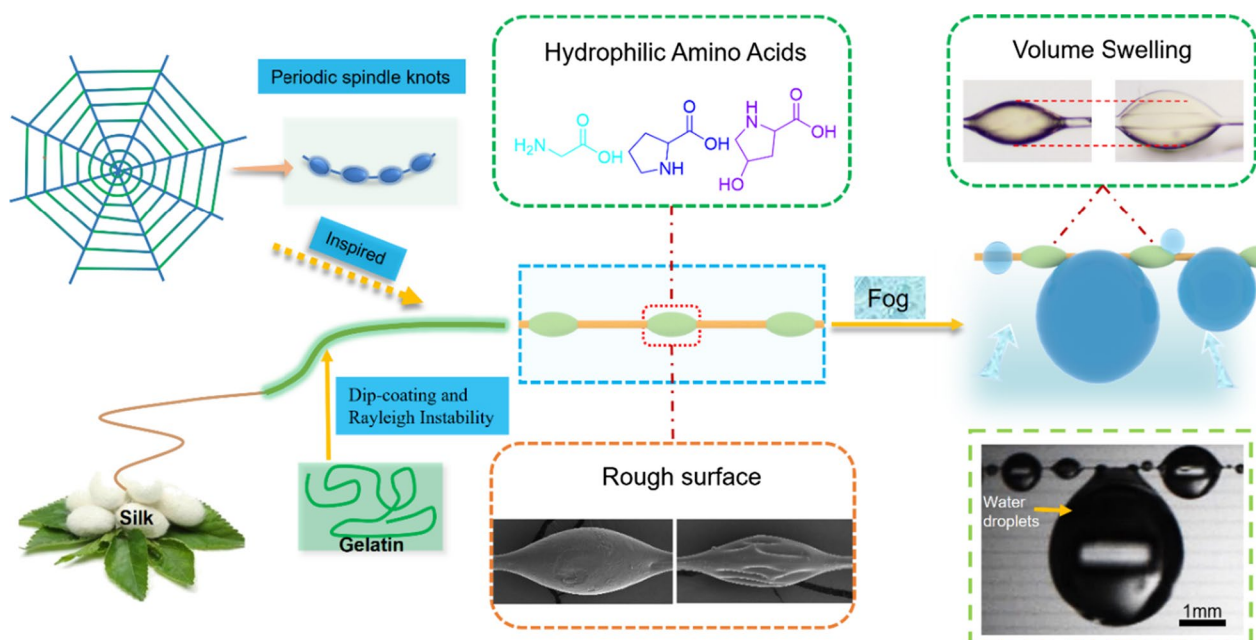 Periodic spindle knots
Inspired
Silk
Dip-coating and
Rayleigh Instability
Gelatin
Hydrophilic Amino Acids
H₂N
O
OH
O
OH
NH
NH
O
OH
HO
Rough surface
Fog
Volume Swelling
Water
droplets
1mm